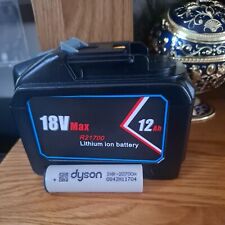 18V Max
12Ah
R21700
Lithium ion battery
+ dyson